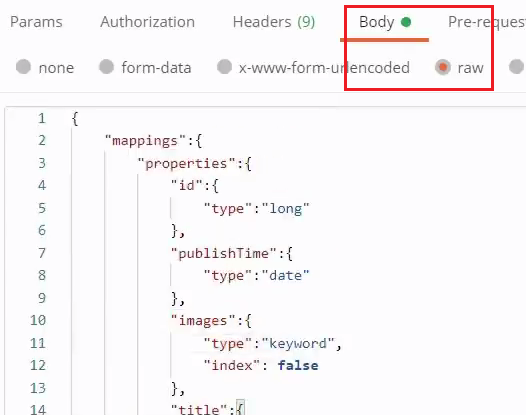 Params Authorization Headers (9) Body Pre-reques
none form-data x-www-form-urlencoded raw
1 {
2 "mappings":{
3 "properties":{
4 "id":{
5 "type":"long"
6 },
7 "publishTime":{
8 "type":"date"
9 },
10 "images":{
11 "type":"keyword",
12 "index": false
13 },
14 "title":{